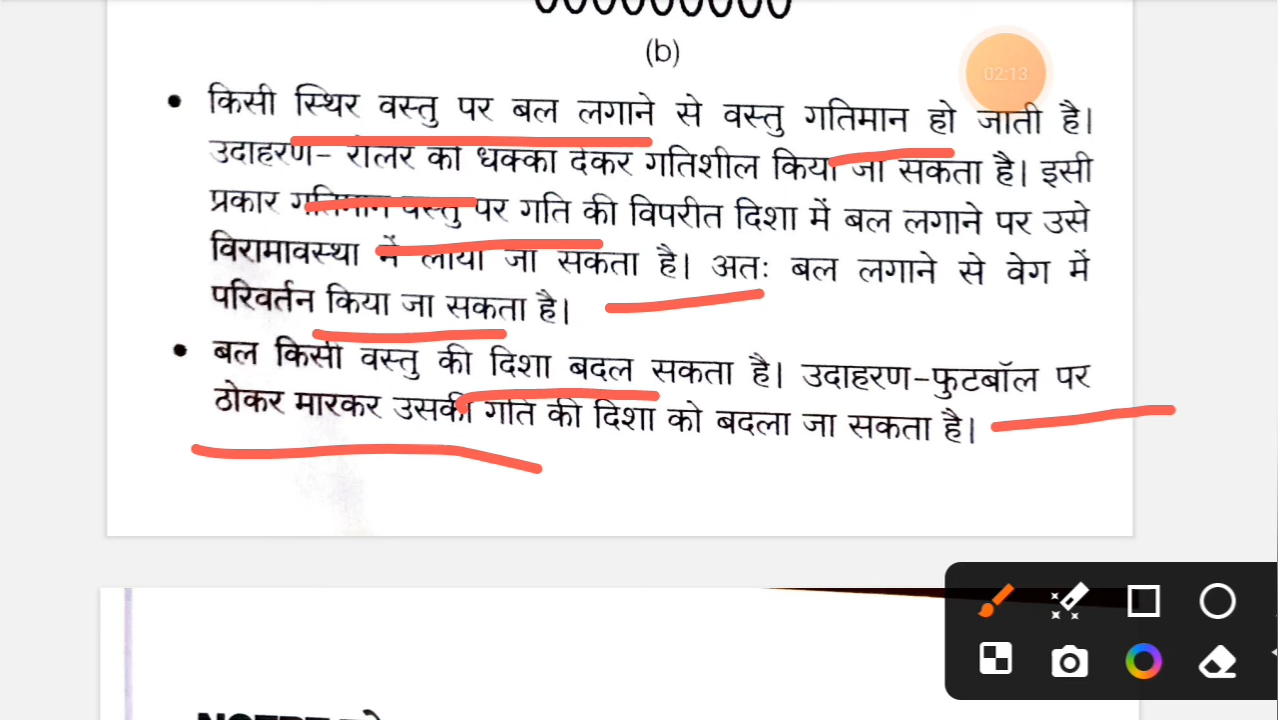 (b)
02:13
• किसी स्थिर वस्तु पर बल लगाने से वस्तु गतिमान हो जाती है।
उदाहरण- रोलर को धक्का देकर गतिशील किया जा सकता है। इसी
प्रकार गतिमान वस्तु पर गति की विपरीत दिशा में बल लगाने पर उसे
विरामावस्था में लाया जा सकता है। अतः बल लगाने से वेग में
परिवर्तन किया जा सकता है।
• बल किसी वस्तु की दिशा बदल सकता है। उदाहरण-फुटबॉल पर
ठोकर मारकर उसकी गति की दिशा को बदला जा सकता है।